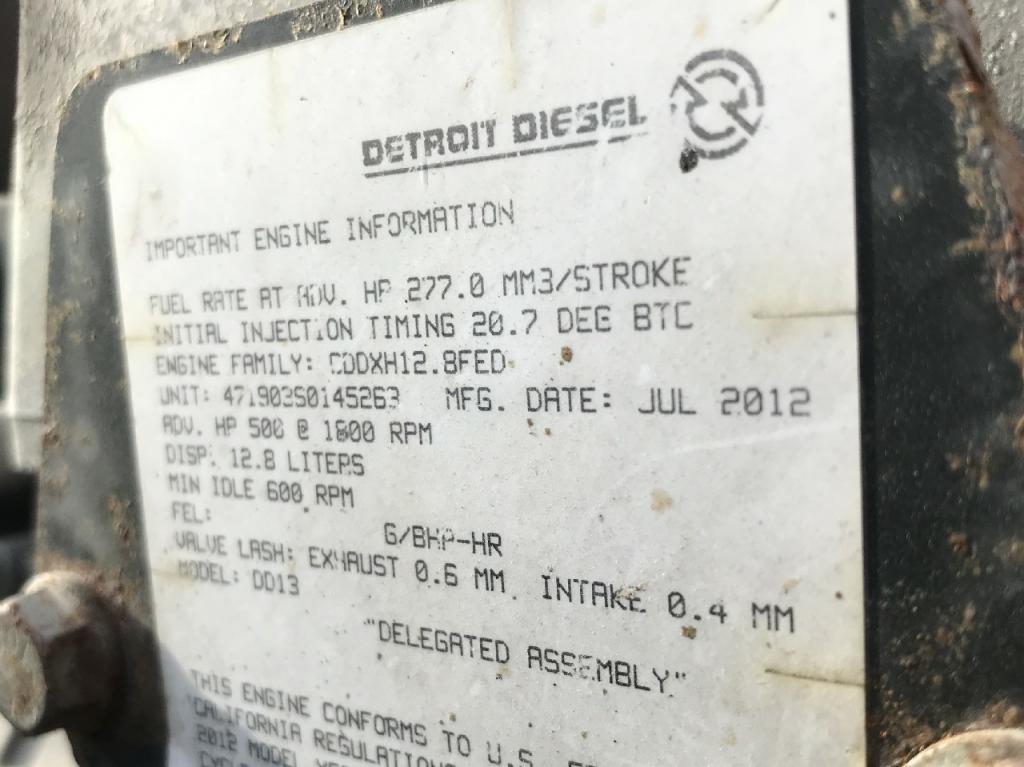 DETROIT DIESEL
IMPORTANT ENGINE INFORMATION
FUEL RATE AT ADV. HP 277.0 MM3/STROKE
INITIAL INJECTION TIMING 20.7 DEG BTC
ENGINE FAMILY: CDDXH12.8FED
UNIT: 471902S0145263 MFG. DATE: JUL 2012
ADV. HP 500 @ 1800 RPM
DISP. 12.8 LITERS
MIN IDLE 600 RPM
FEL: G/BHP-HR
VALVE LASH: EXHAUST 0.6 MM. INTAKE 0.4 MM
MODEL: DD13
"DELEGATED ASSEMBLY"
THIS ENGINE CONFORMS TO U.S.
CALIFORNIA REGULATIONS
2012 MODEL